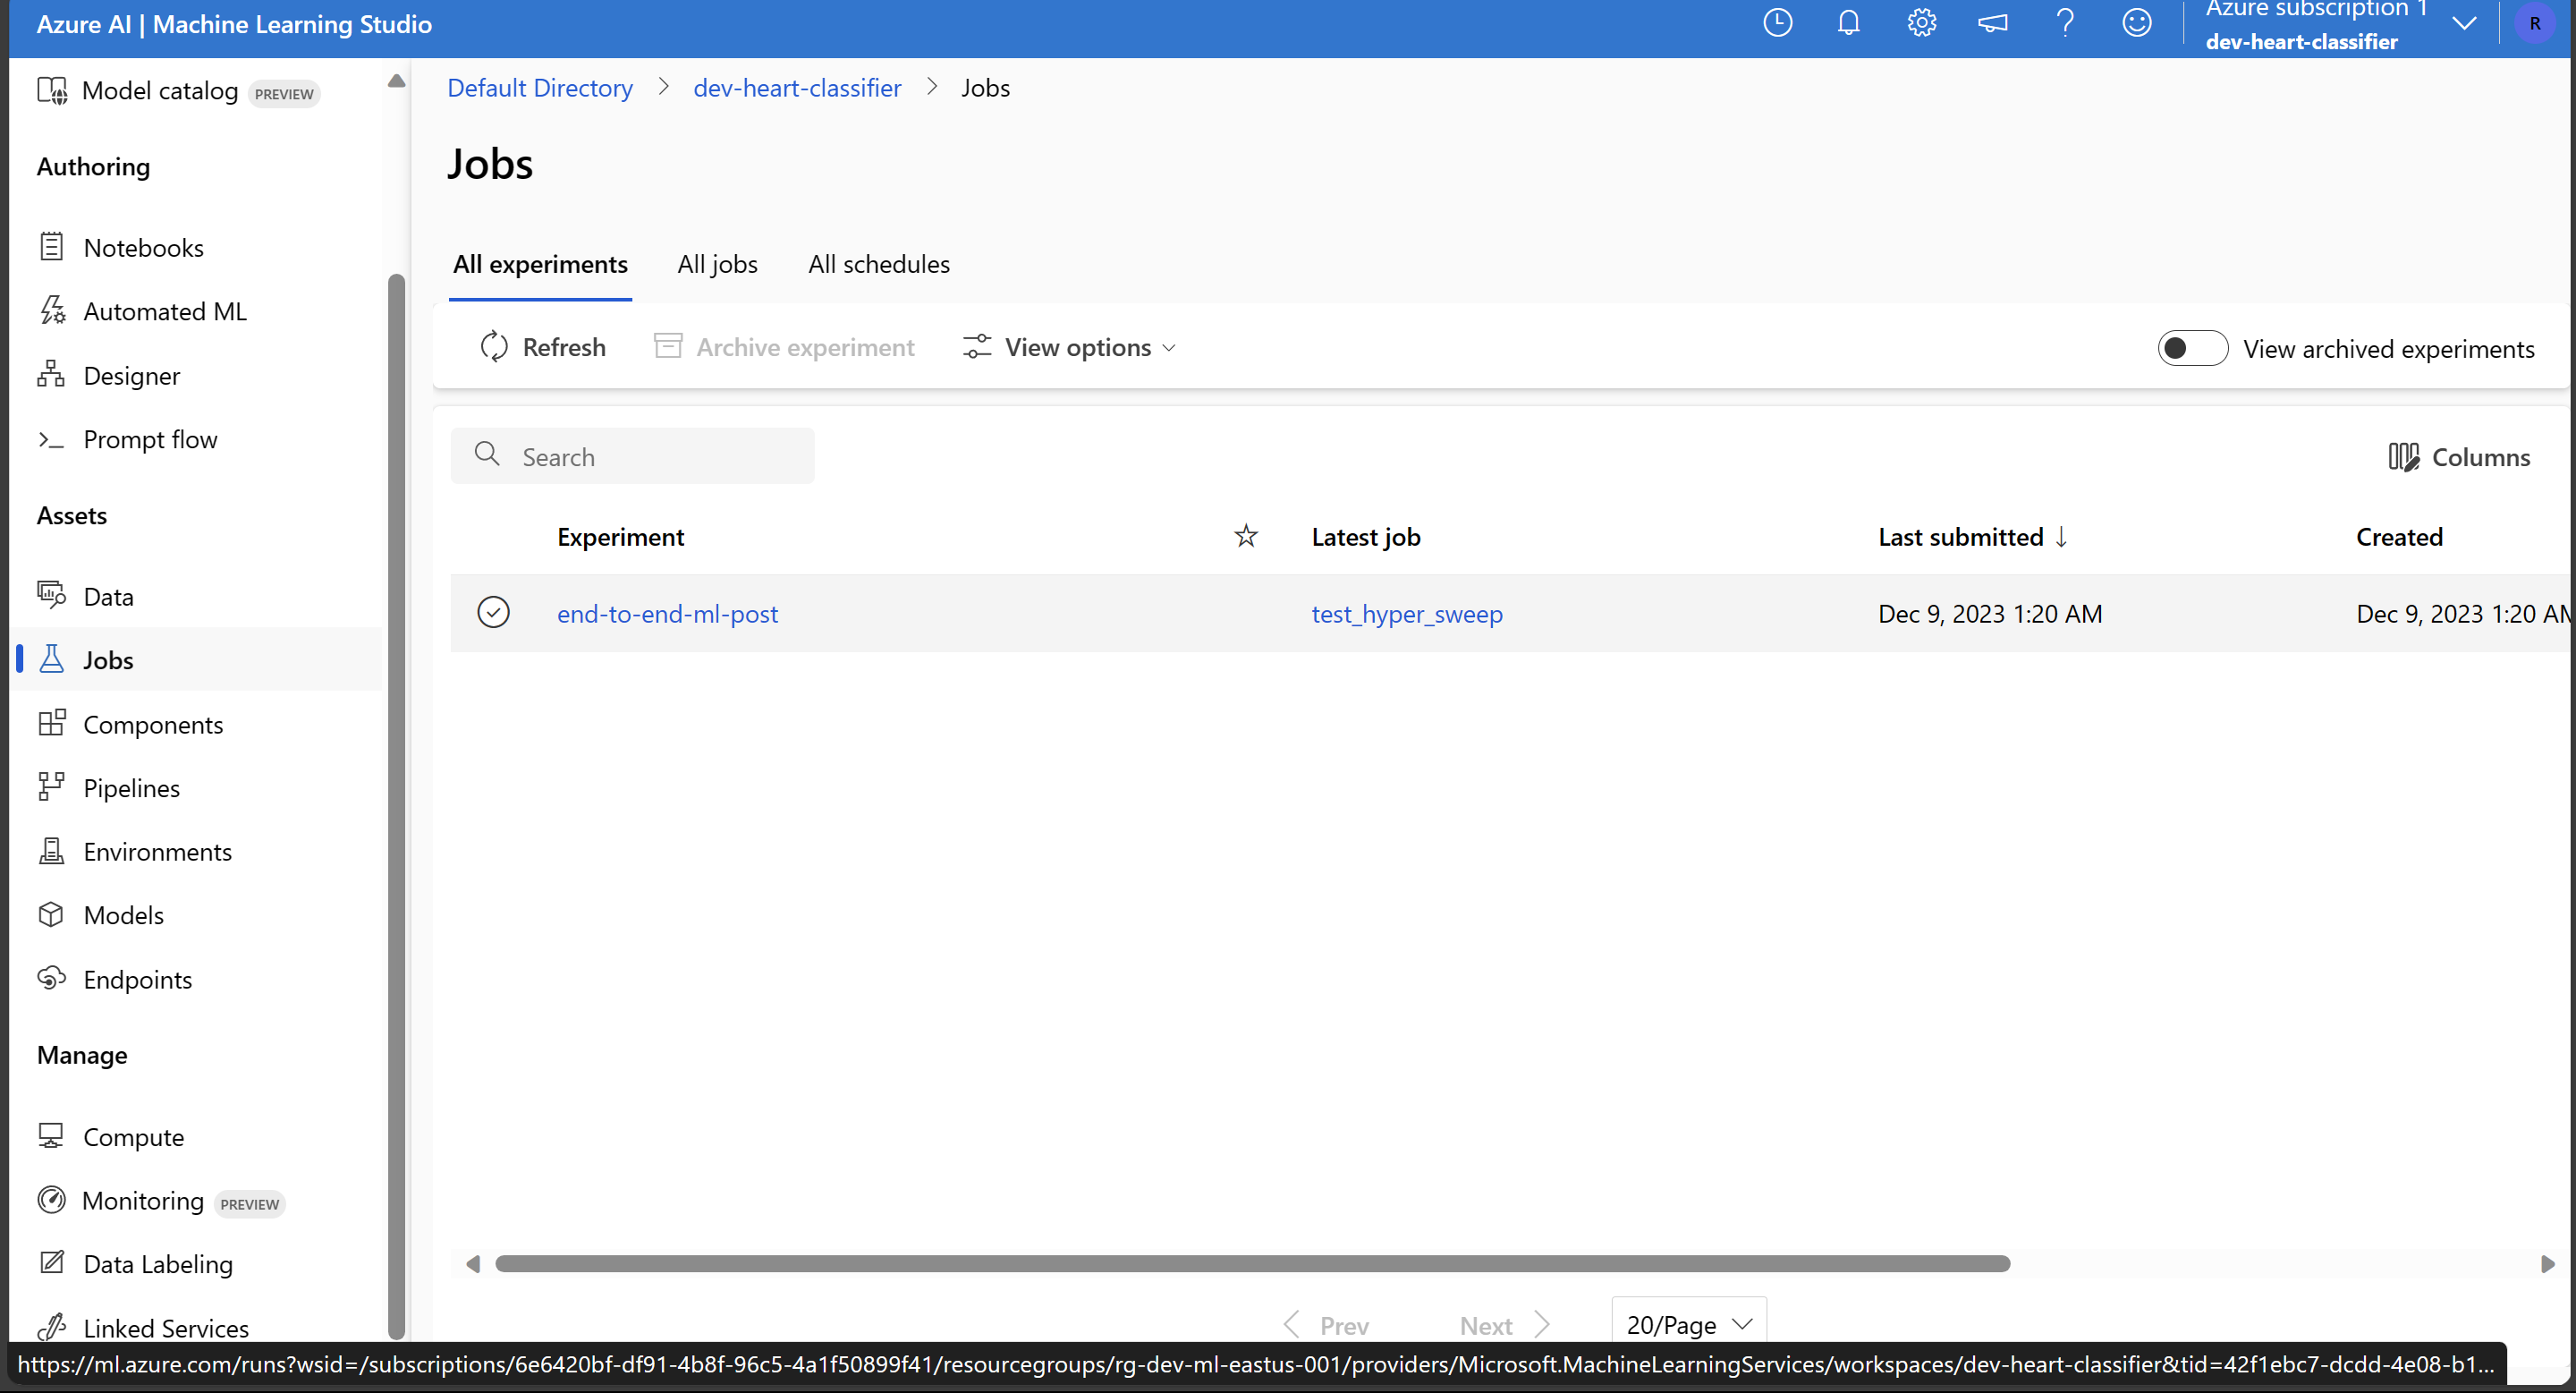 Azure AI | Machine Learning Studio
Azure subscription 1
dev-heart-classifier
R
Model catalog PREVIEW
Authoring
Notebooks
Automated ML
Designer
Prompt flow
Assets
Data
Jobs
Components
Pipelines
Environments
Models
Endpoints
Manage
Compute
Monitoring PREVIEW
Data Labeling
Linked Services
Default Directory > dev-heart-classifier > Jobs
Jobs
All experiments All jobs All schedules
Refresh Archive experiment View options View archived experiments
Search Columns
Experiment Latest job Last submitted ↓ Created
end-to-end-ml-post test_hyper_sweep Dec 9, 2023 1:20 AM Dec 9, 2023 1:20 AM
Prev Next 20/Page
https://ml.azure.com/runs?wsid=/subscriptions/6e6420bf-df91-4b8f-96c5-4a1f50899f41/resourcegroups/rg-dev-ml-eastus-001/providers/Microsoft.MachineLearningServices/workspaces/dev-heart-classifier&tid=42f1ebc7-dcdd-4e08-b1...